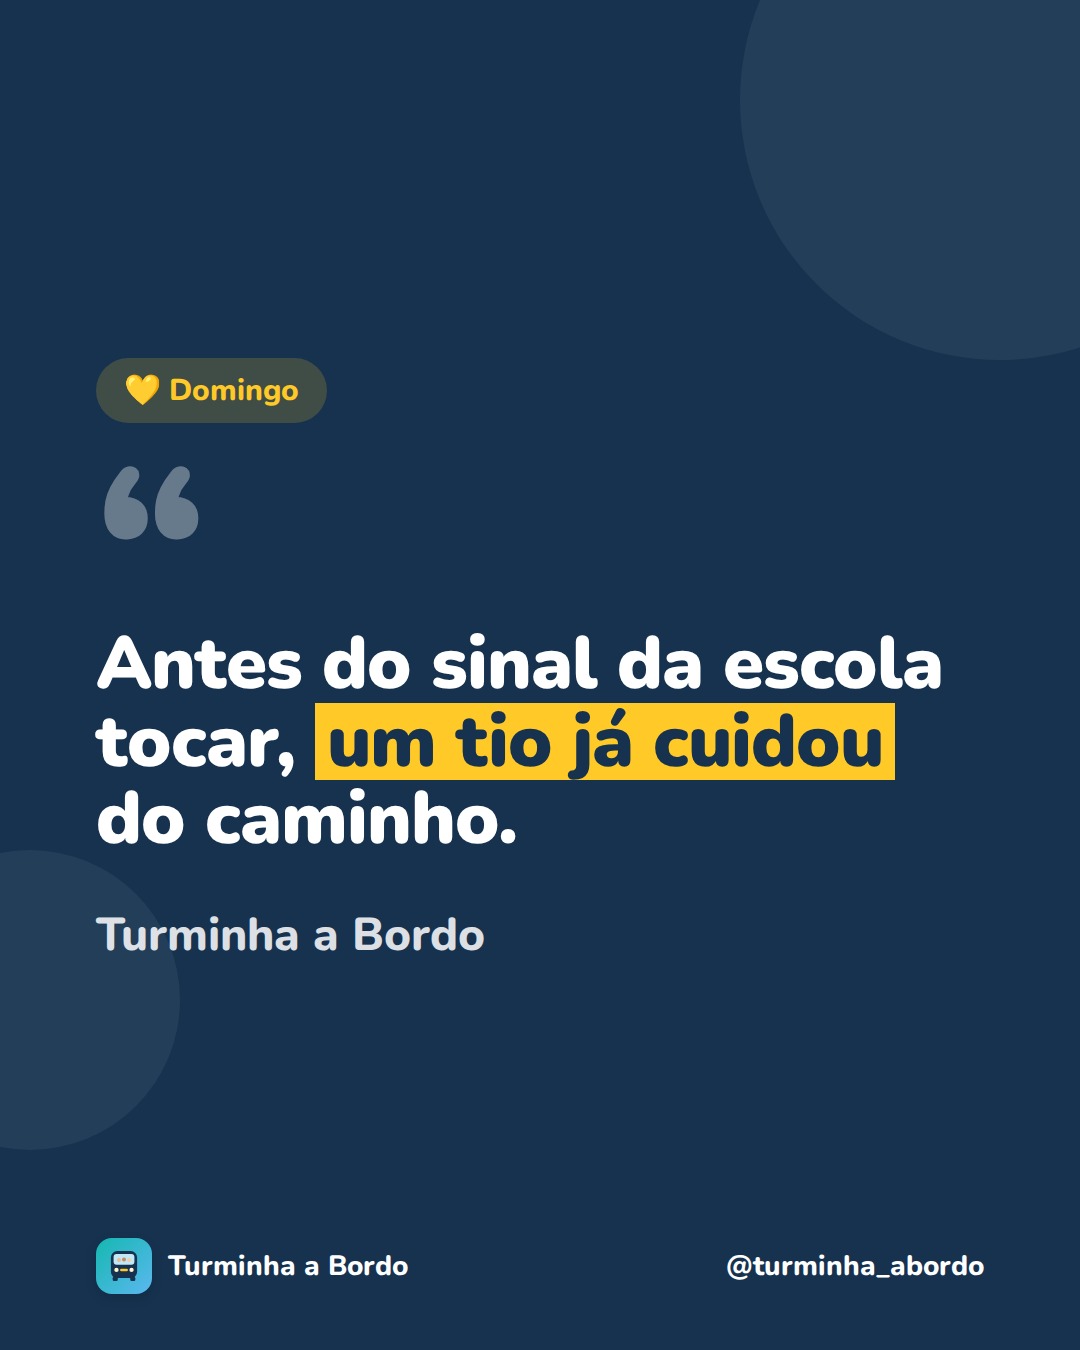 💛 Domingo
“
Antes do sinal da escola
tocar, um tio já cuidou
do caminho.
Turminha a Bordo
Turminha a Bordo
@turminha_abordo